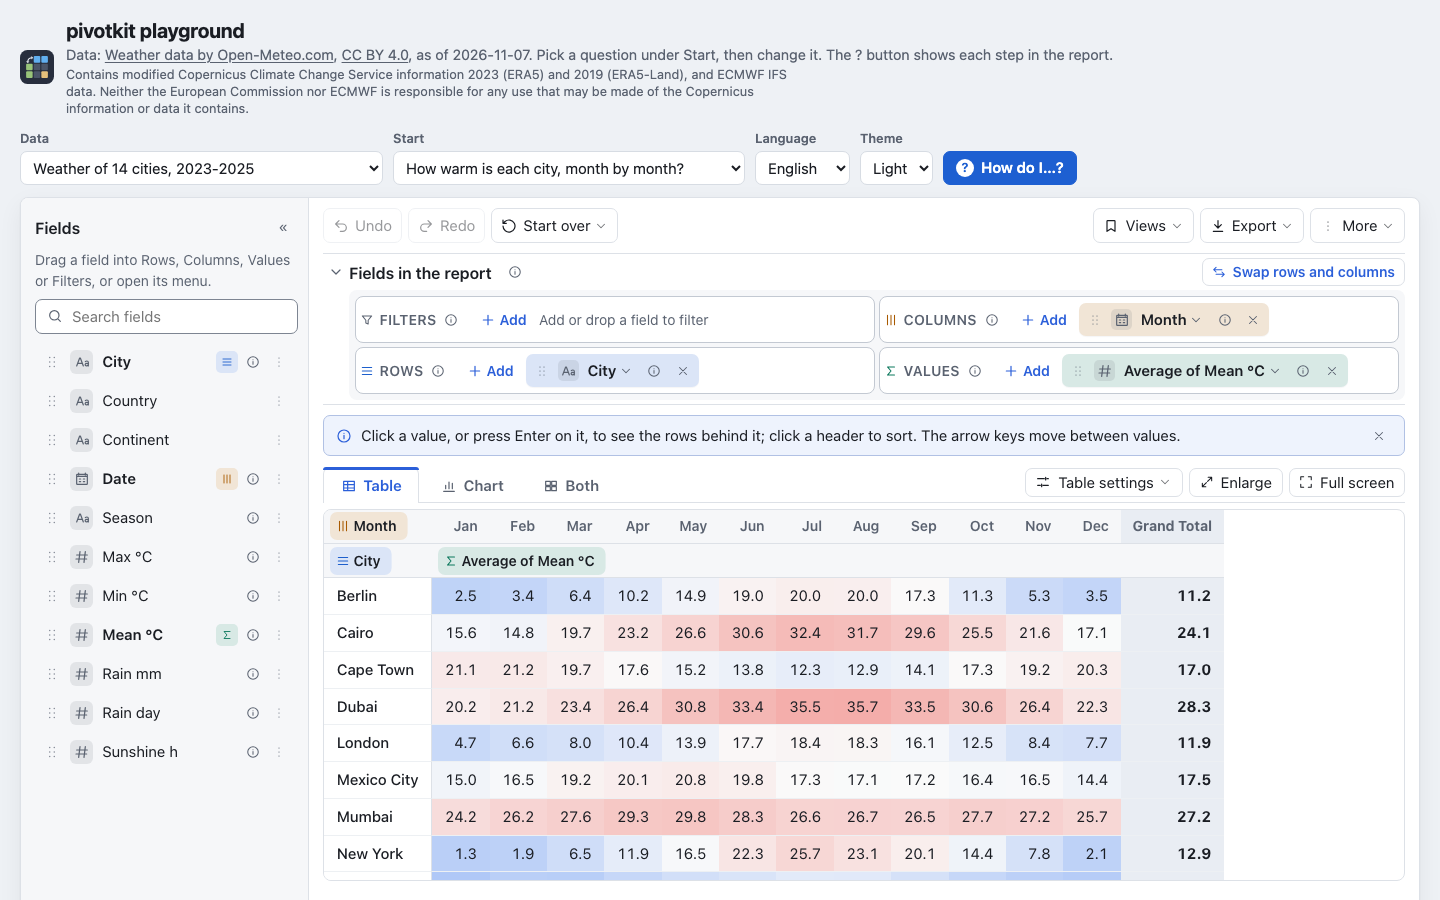 pivotkit playground
Data: Weather data by Open-Meteo.com, CC BY 4.0, as of 2026-11-07. Pick a question under Start, then change it. The ? button shows each step in the report.
Contains modified Copernicus Climate Change Service information 2023 (ERA5) and 2019 (ERA5-Land), and ECMWF IFS
data. Neither the European Commission nor ECMWF is responsible for any use that may be made of the Copernicus
information or data it contains.
Data Start Language Theme
Weather of 14 cities, 2023-2025 How warm is each city, month by month? English Light ? How do I...?
Fields «
Drag a field into Rows, Columns, Values
or Filters, or open its menu.
Search fields
Aa City
Aa Country
Aa Continent
Date
Aa Season
# Max °C
# Min °C
# Mean °C Σ
# Rain mm
# Rain day
# Sunshine h
Undo Redo Start over Views Export More
Fields in the report Swap rows and columns
FILTERS + Add Add or drop a field to filter
COLUMNS + Add Month
ROWS + Add Aa City
Σ VALUES + Add # Average of Mean °C
Click a value, or press Enter on it, to see the rows behind it; click a header to sort. The arrow keys move between values.
Table Chart Both Table settings Enlarge Full screen
Month Jan Feb Mar Apr May Jun Jul Aug Sep Oct Nov Dec Grand Total
City Σ Average of Mean °C
Berlin 2.5 3.4 6.4 10.2 14.9 19.0 20.0 20.0 17.3 11.3 5.3 3.5 11.2
Cairo 15.6 14.8 19.7 23.2 26.6 30.6 32.4 31.7 29.6 25.5 21.6 17.1 24.1
Cape Town 21.1 21.2 19.7 17.6 15.2 13.8 12.3 12.9 14.1 17.3 19.2 20.3 17.0
Dubai 20.2 21.2 23.4 26.4 30.8 33.4 35.5 35.7 33.5 30.6 26.4 22.3 28.3
London 4.7 6.6 8.0 10.4 13.9 17.7 18.4 18.3 16.1 12.5 8.4 7.7 11.9
Mexico City 15.0 16.5 19.2 20.1 20.8 19.8 17.3 17.1 17.2 16.4 16.5 14.4 17.5
Mumbai 24.2 26.2 27.6 29.3 29.8 28.3 26.6 26.7 26.5 27.7 27.2 25.7 27.2
New York 1.3 1.9 6.5 11.9 16.5 22.3 25.7 23.1 20.1 14.4 7.8 2.1 12.9